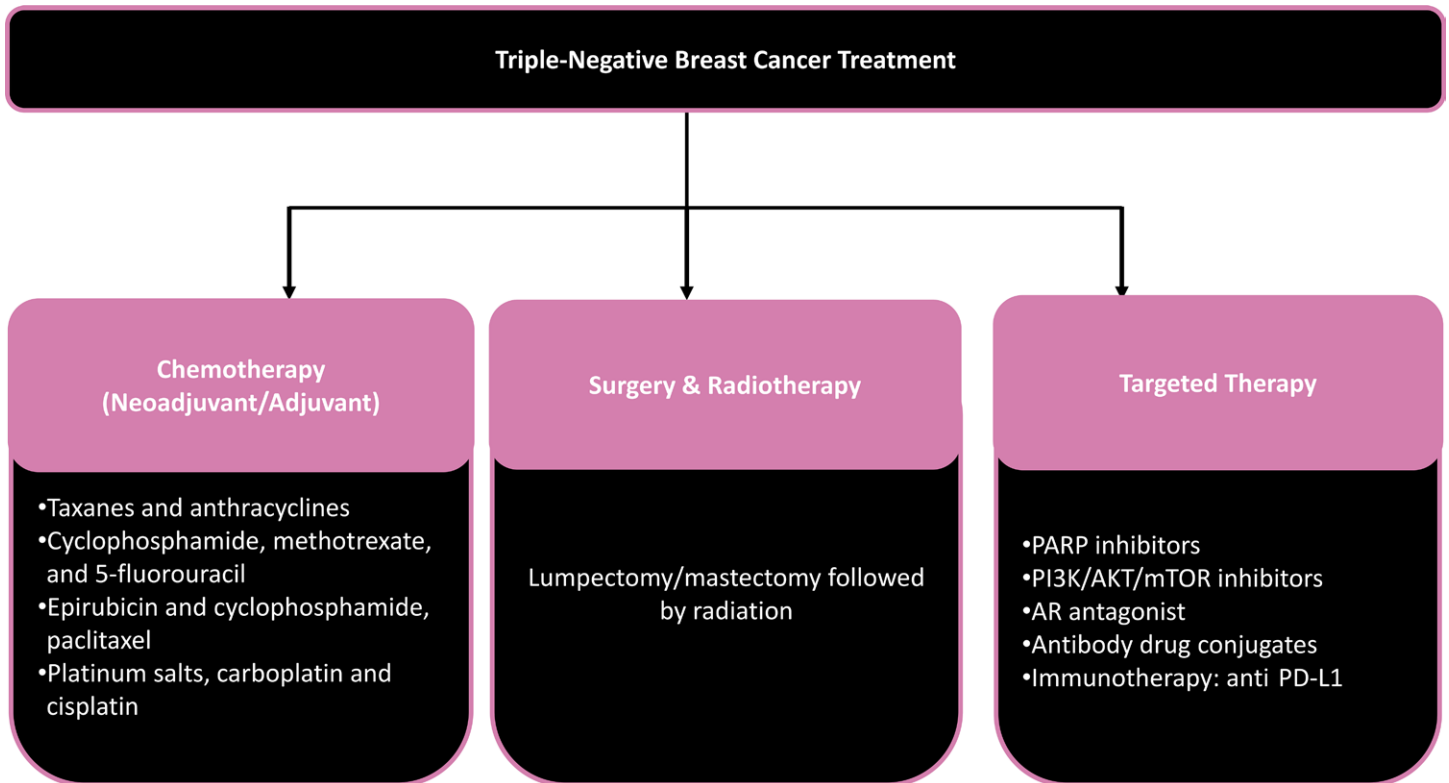 Triple-Negative Breast Cancer Treatment
Chemotherapy
(Neoadjuvant/Adjuvant)
•Taxanes and anthracyclines
•Cyclophosphamide, methotrexate,
and 5-fluorouracil
•Epirubicin and cyclophosphamide,
paclitaxel
•Platinum salts, carboplatin and
cisplatin
Surgery & Radiotherapy
Lumpectomy/mastectomy followed
by radiation
Targeted Therapy
•PARP inhibitors
•PI3K/AKT/mTOR inhibitors
•AR antagonist
•Antibody drug conjugates
•Immunotherapy: anti PD-L1